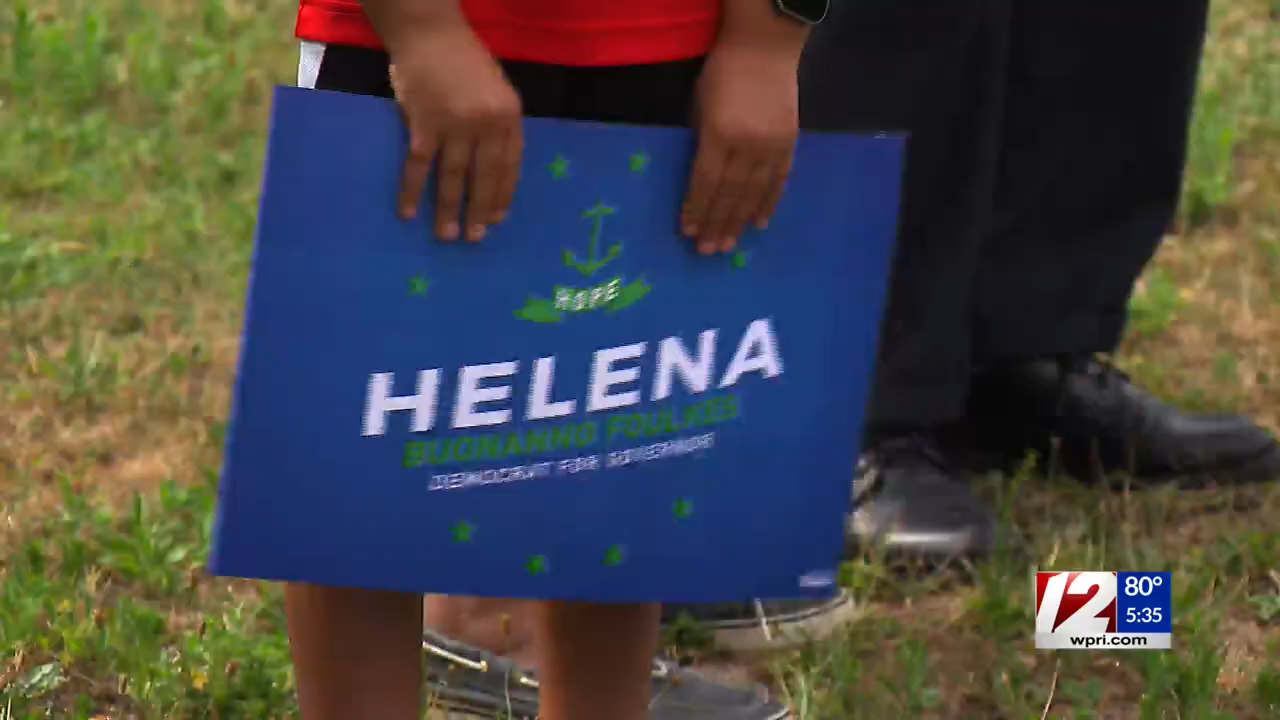 HOPE
HELENA
BUONANNO FOULKES
DEMOCRAT FOR GOVERNOR
12
80°
5:35
wpri.com